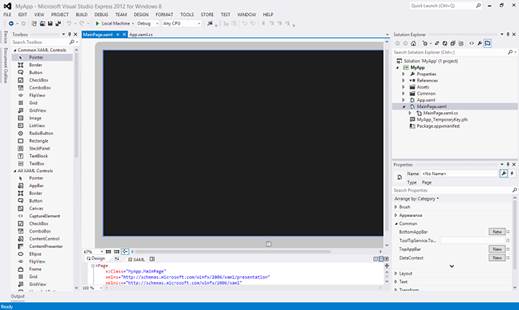 MyApp - Microsoft Visual Studio Express 2012 for Windows 8
Quick Launch (Ctrl+Q)
FILE EDIT VIEW PROJECT BUILD DEBUG TEAM FORMAT TOOLS STORE TEST WINDOW HELP
Local Machine Debug Any CPU
Device
Document Outline
Toolbox
Search Toolbox
Common XAML Controls
Pointer
Border
Button
CheckBox
ComboBox
FlipView
Grid
GridView
Image
ListView
RadioButton
Rectangle
StackPanel
TextBlock
TextBox
All XAML Controls
Pointer
AppBar
Border
Button
Canvas
CaptureElement
CheckBox
ComboBox
ContentControl
ContentPresenter
Ellipse
FlipView
Frame
Grid
GridView
HyperlinkButton
MainPage.xaml
App.xaml.cs
67%
Design XAML
<Page
x:Class="MyApp.MainPage"
xmlns="http://schemas.microsoft.com/winfx/2006/xaml/presentation"
xmlns:x="http://schemas.microsoft.com/winfx/2006/xaml"
100 %
Solution Explorer
Search Solution Explorer (Ctrl+;)
Solution 'MyApp' (1 project)
MyApp
Properties
References
Assets
Common
App.xaml
MainPage.xaml
MainPage.xaml.cs
MyApp_TemporaryKey.pfx
Package.appxmanifest
Properties
Name <No Name>
Type Page
Search Properties
Arrange by: Category
Brush
Appearance
Common
BottomAppBar New
ToolTipService.To...
TopAppBar New
DataContext New
Layout
Text
Transform
Output
Ready